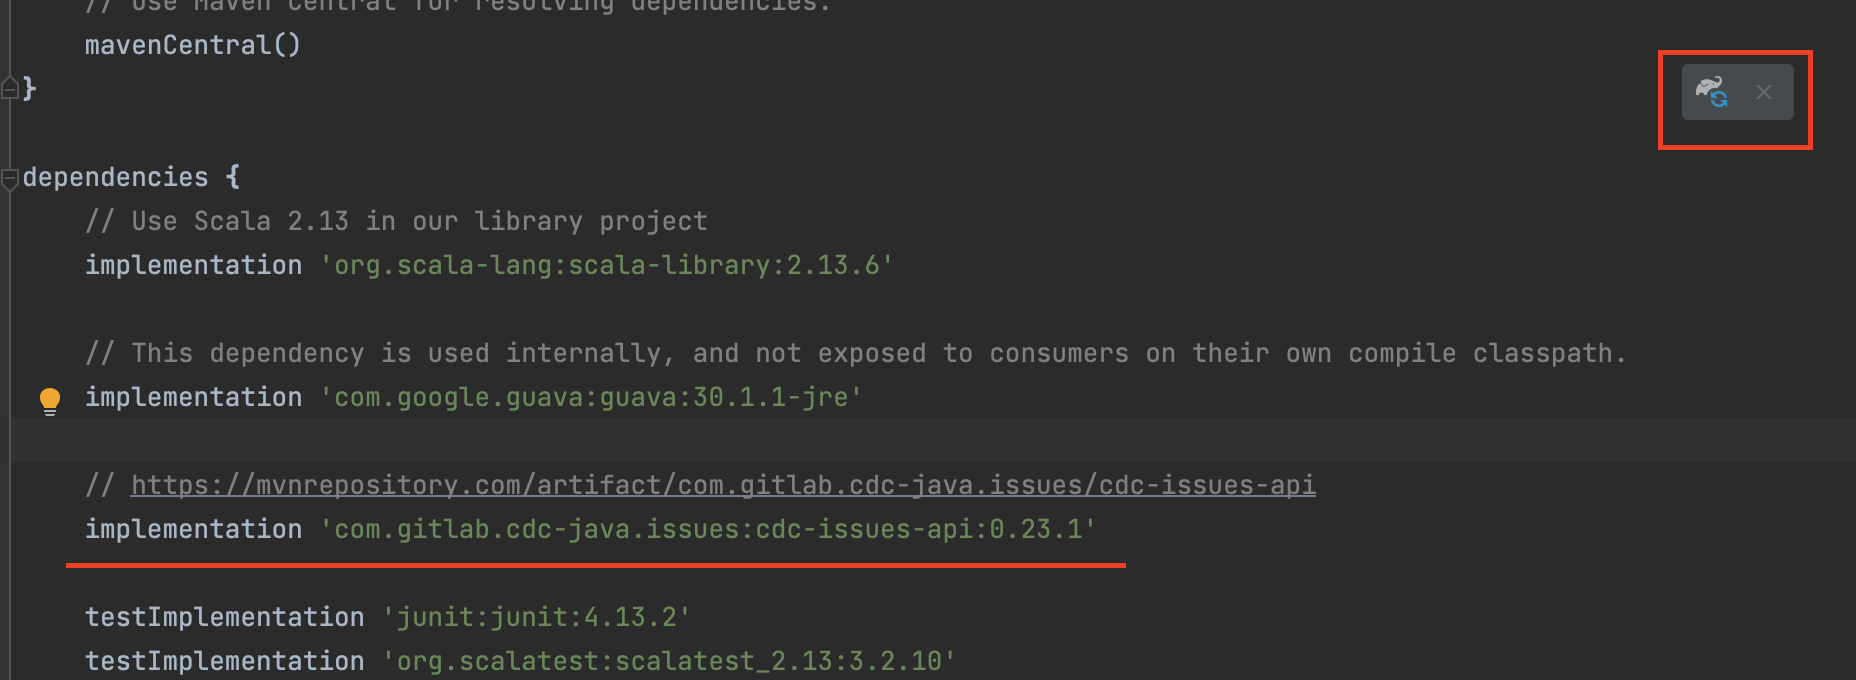 // Use Maven Central for resolving dependencies.
mavenCentral()
}
dependencies {
// Use Scala 2.13 in our library project
implementation 'org.scala-lang:scala-library:2.13.6'
// This dependency is used internally, and not exposed to consumers on their own compile classpath.
implementation 'com.google.guava:guava:30.1.1-jre'
// https://mvnrepository.com/artifact/com.gitlab.cdc-java.issues/cdc-issues-api
implementation 'com.gitlab.cdc-java.issues:cdc-issues-api:0.23.1'
testImplementation 'junit:junit:4.13.2'
testImplementation 'org.scalatest:scalatest_2.13:3.2.10'